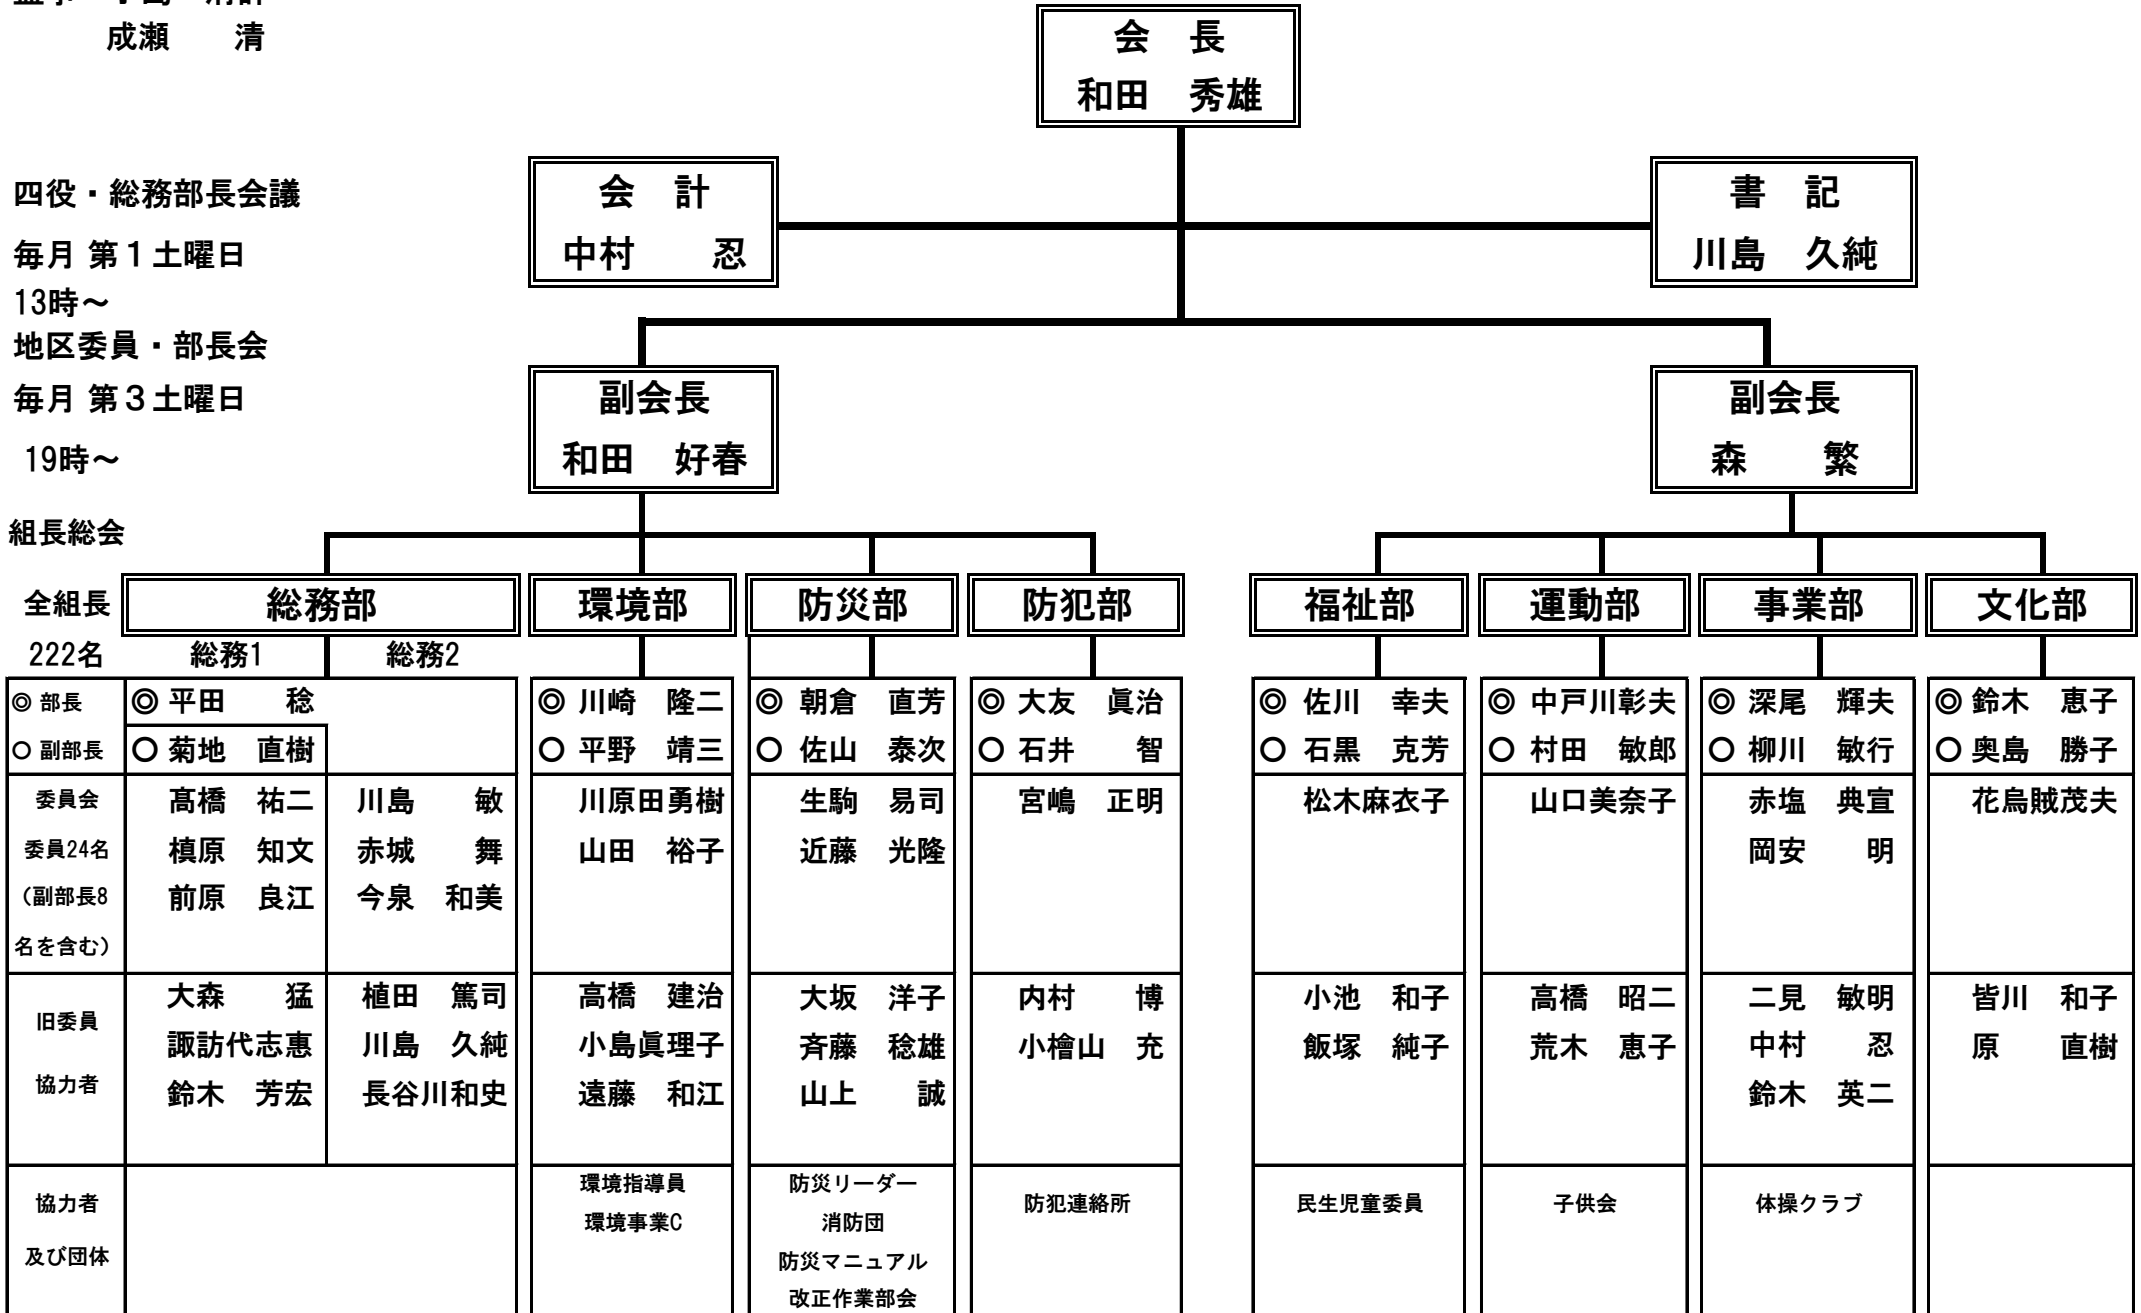 成瀬　　清
会　長
和田　秀雄
四役・総務部長会議
毎月 第１土曜日
13時～
地区委員・部長会
毎月 第３土曜日
19時～
会　計
中村　　忍
書　記
川島　久純
副会長
和田　好春
副会長
森　　繁
組長総会
全組長
222名
総務部
環境部
防災部
防犯部
福祉部
運動部
事業部
文化部
総務1
総務2
◎ 部長
○ 副部長
◎ 平田　　稔
○ 菊地　直樹
◎ 川崎　隆二
○ 平野　靖三
◎ 朝倉　直芳
○ 佐山　泰次
◎ 大友　眞治
○ 石井　　智
◎ 佐川　幸夫
○ 石黒　克芳
◎ 中戸川彰夫
○ 村田　敏郎
◎ 深尾　輝夫
○ 柳川　敏行
◎ 鈴木　恵子
○ 奥島　勝子
委員会
委員24名
（副部長8
名を含む）
髙橋　祐二
槙原　知文
前原　良江
川島　　敏
赤城　　舞
今泉　和美
川原田勇樹
山田　裕子
生駒　易司
近藤　光隆
宮嶋　正明
松木麻衣子
山口美奈子
赤塩　典宣
岡安　　明
花烏賊茂夫
旧委員
協力者
大森　　猛
諏訪代志惠
鈴木　芳宏
植田　篤司
川島　久純
長谷川和史
高橋　建治
小島眞理子
遠藤　和江
大坂　洋子
斉藤　稔雄
山上　　誠
内村　　博
小檜山　充
小池　和子
飯塚　純子
高橋　昭二
荒木　恵子
二見　敏明
中村　　忍
鈴木　英二
皆川　和子
原　　直樹
協力者
及び団体
環境指導員
環境事業C
防災リーダー
消防団
防災マニュアル
改正作業部会
防犯連絡所
民生児童委員
子供会
体操クラブ